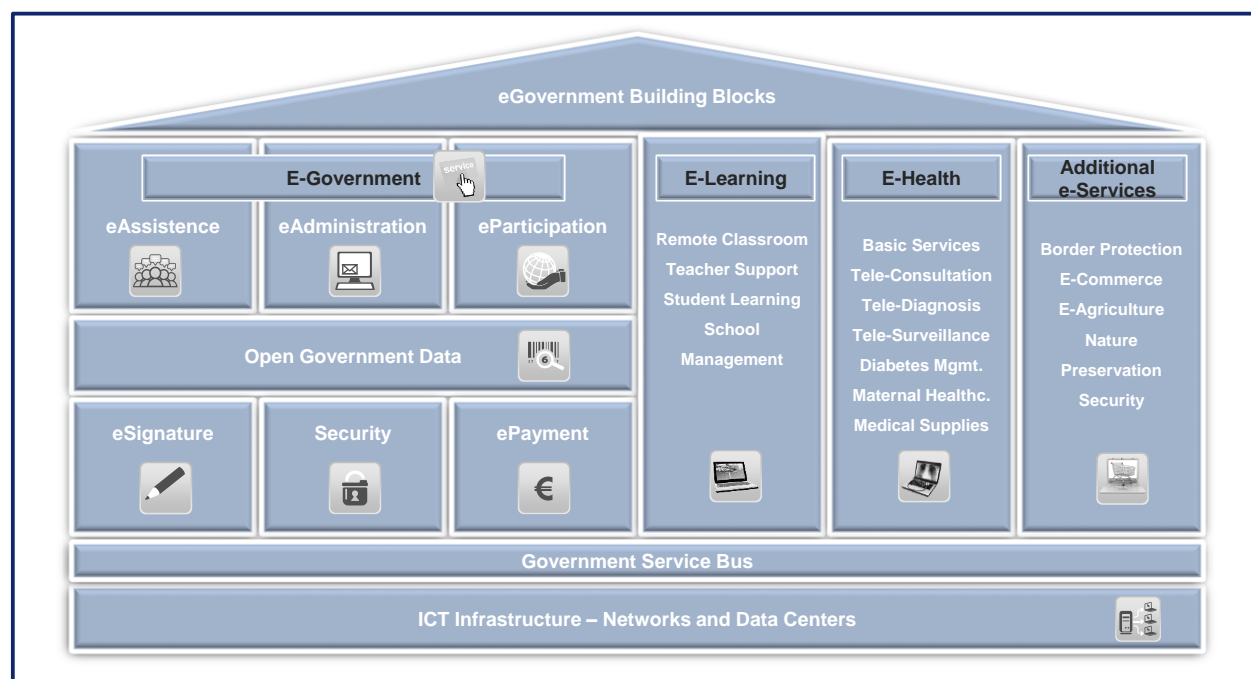 eGovernment Building Blocks
E-Government
service
eAssistence
eAdministration
eParticipation
Open Government Data
6
eSignature
Security
ePayment
€
E-Learning
Remote Classroom
Teacher Support
Student Learning
School
Management
E-Health
Basic Services
Tele-Consultation
Tele-Diagnosis
Tele-Surveillance
Diabetes Mgmt.
Maternal Healthc.
Medical Supplies
Additional
e-Services
Border Protection
E-Commerce
E-Agriculture
Nature
Preservation
Security
Government Service Bus
ICT Infrastructure – Networks and Data Centers